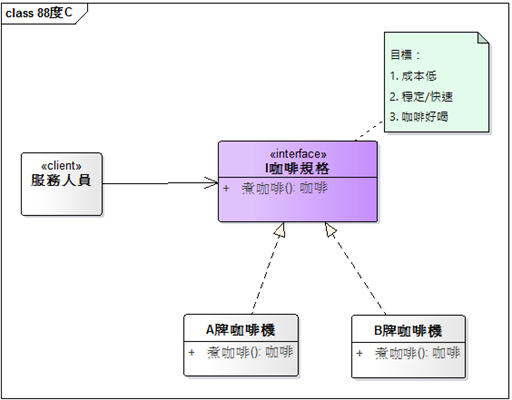 class 88度C
目標：
1. 成本低
2. 穩定/快速
3. 咖啡好喝
«client»
服務人員
«interface»
I咖啡規格
+ 煮咖啡(): 咖啡
A牌咖啡機
+ 煮咖啡(): 咖啡
B牌咖啡機
+ 煮咖啡(): 咖啡